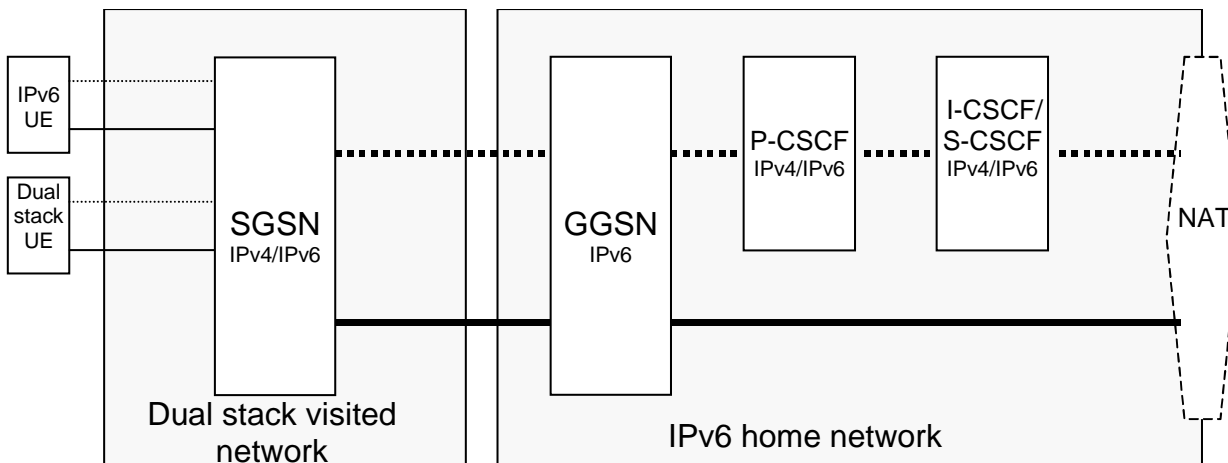 IPv6
UE
Dual
stack
UE
SGSN
IPv4/IPv6
Dual stack visited
network
GGSN
IPv6
P-CSCF
IPv4/IPv6
I-CSCF/
S-CSCF
IPv4/IPv6
NAT
IPv6 home network